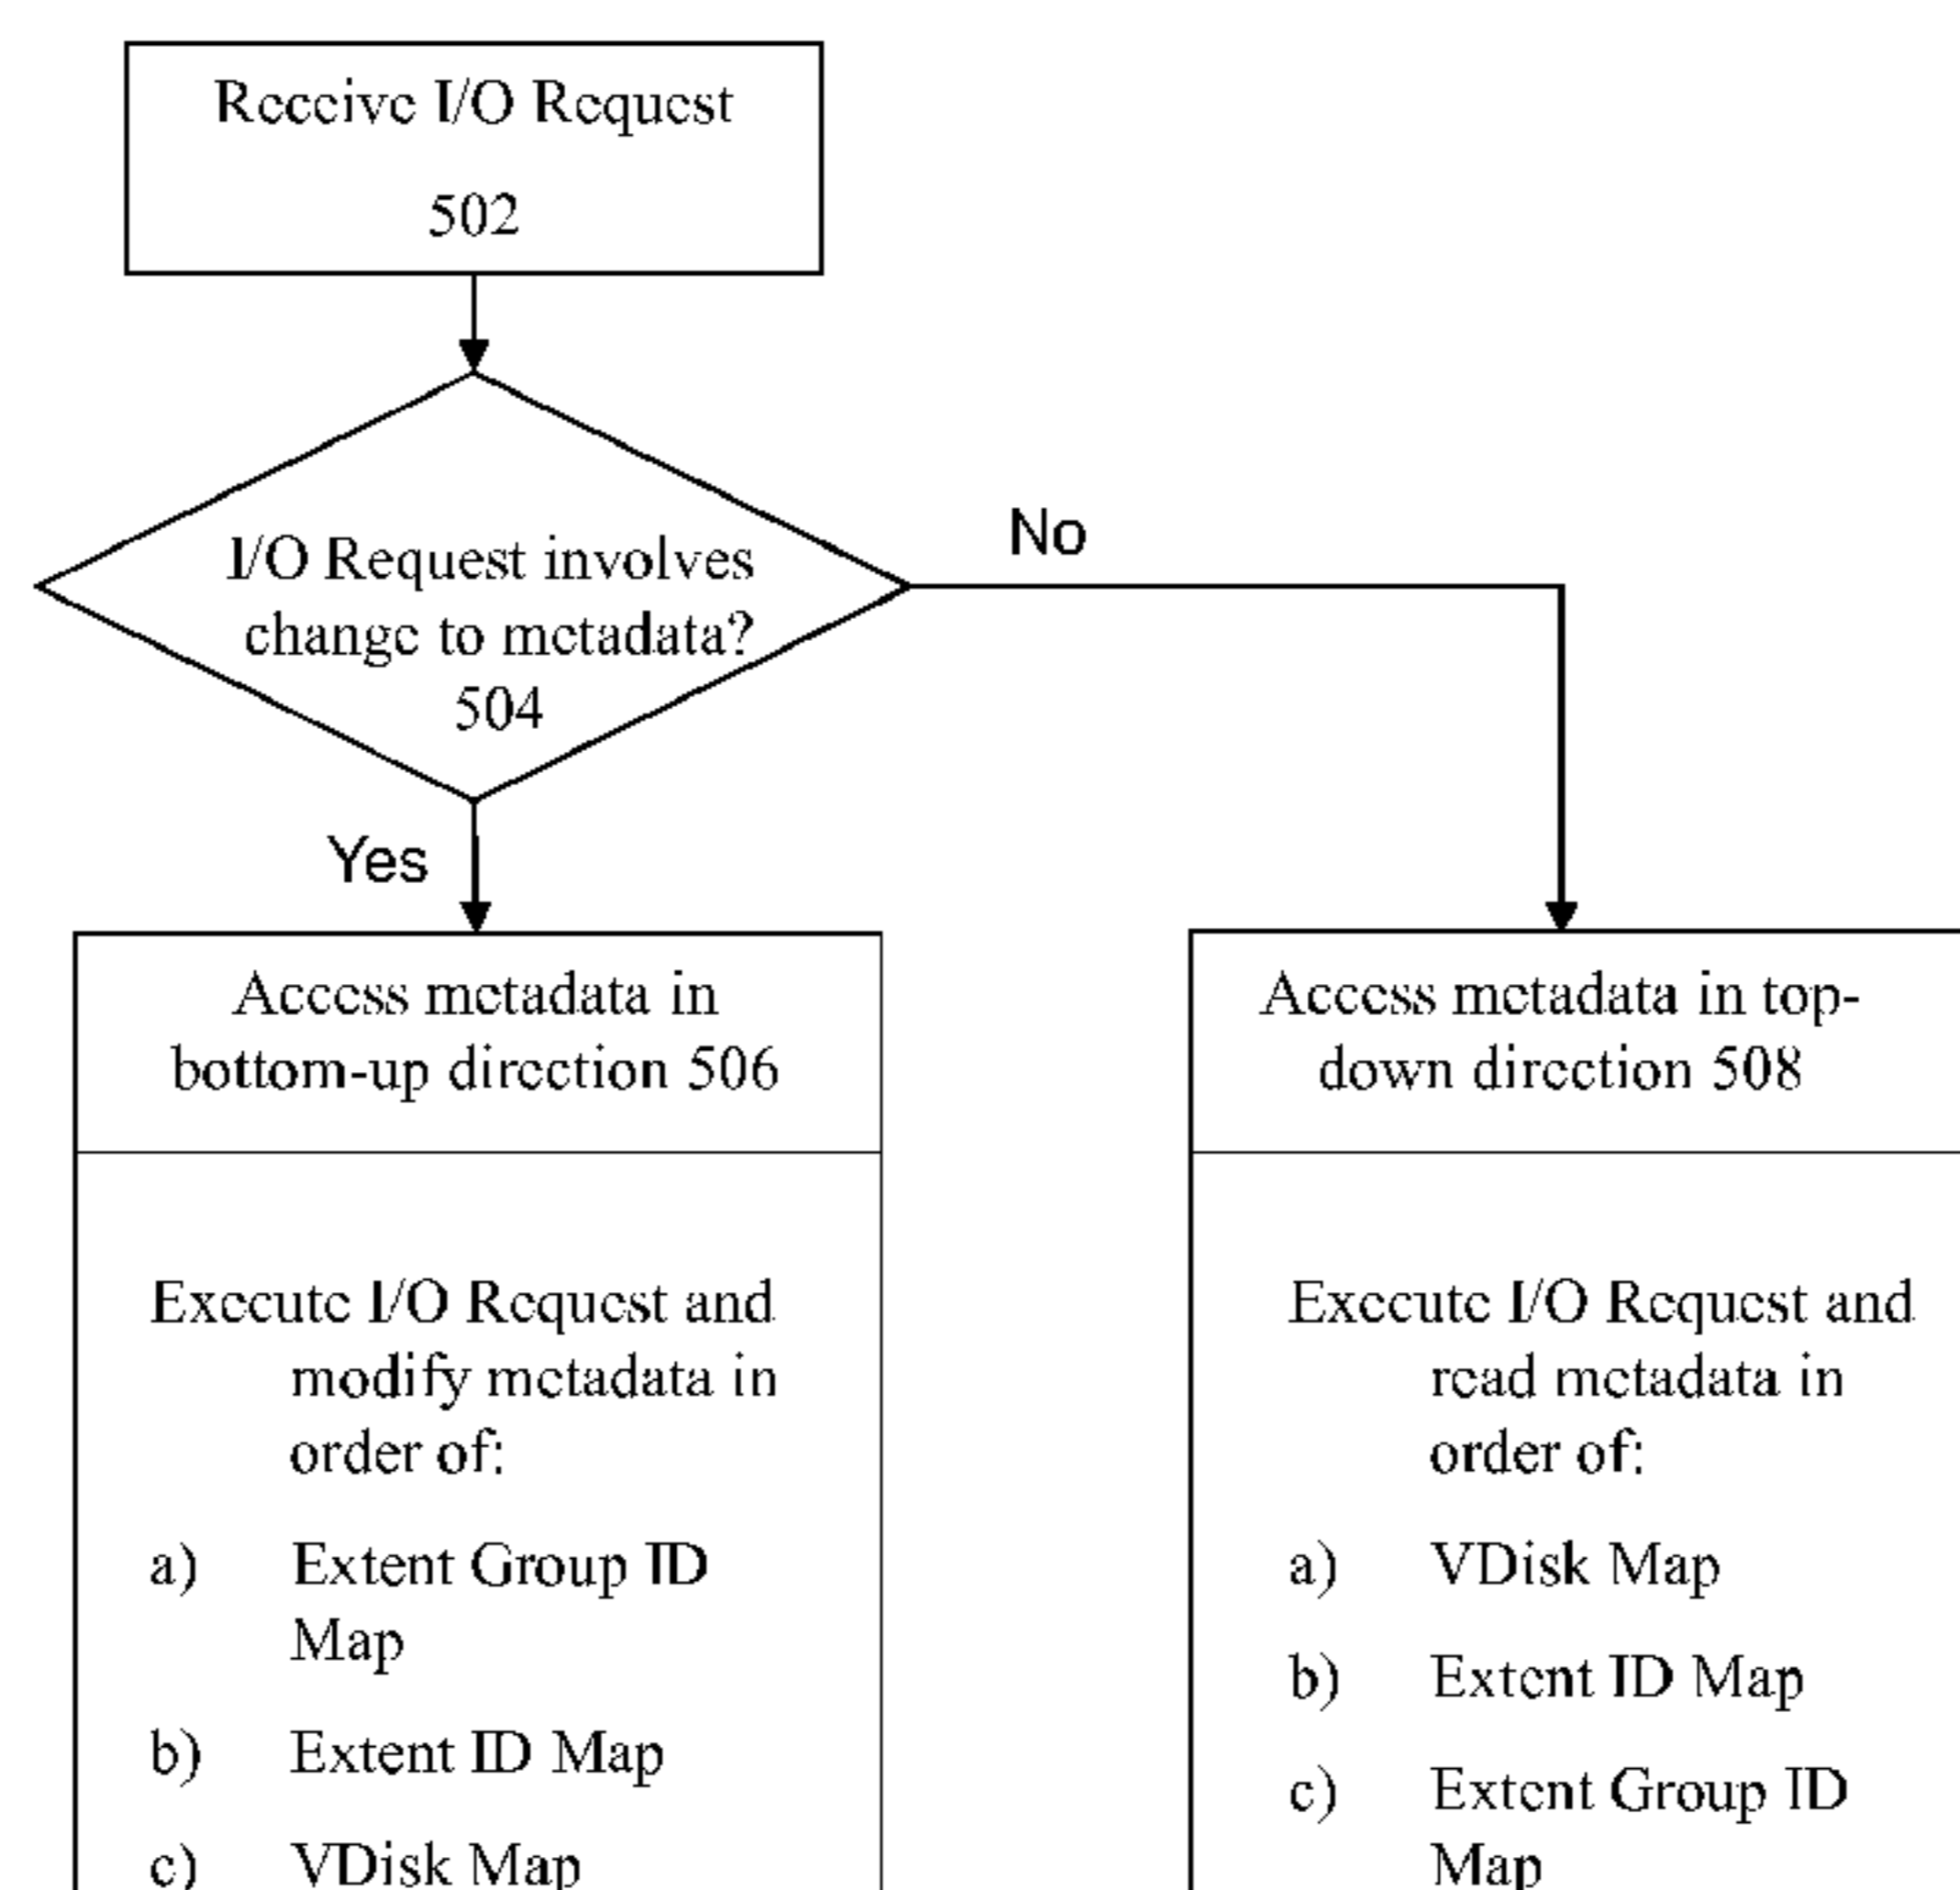 Receive I/O Request
502
I/O Request involves
change to metadata?
504
No
Yes
Access metadata in
bottom-up direction 506
Execute I/O Request and
modify metadata in
order of:
a) Extent Group ID
Map
b) Extent ID Map
c) VDisk Map
Access metadata in top-
down direction 508
Execute I/O Request and
read metadata in
order of:
a) VDisk Map
b) Extent ID Map
c) Extent Group ID
Map